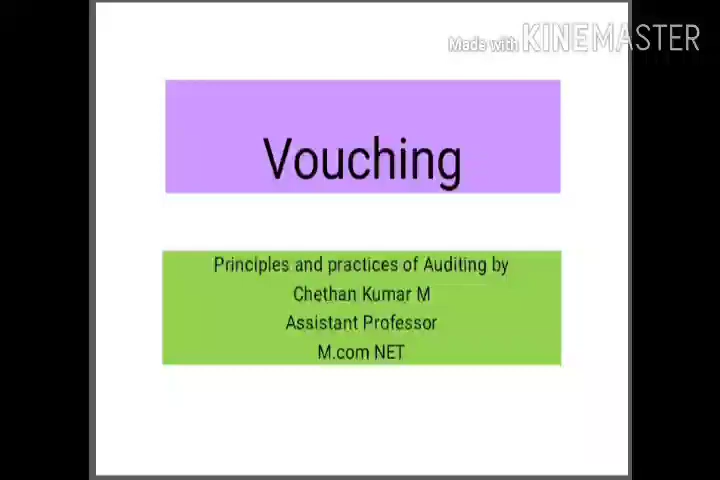 Made with KINEMASTER
Vouching
Principles and practices of Auditing by
Chethan Kumar M
Assistant Professor
M.com NET